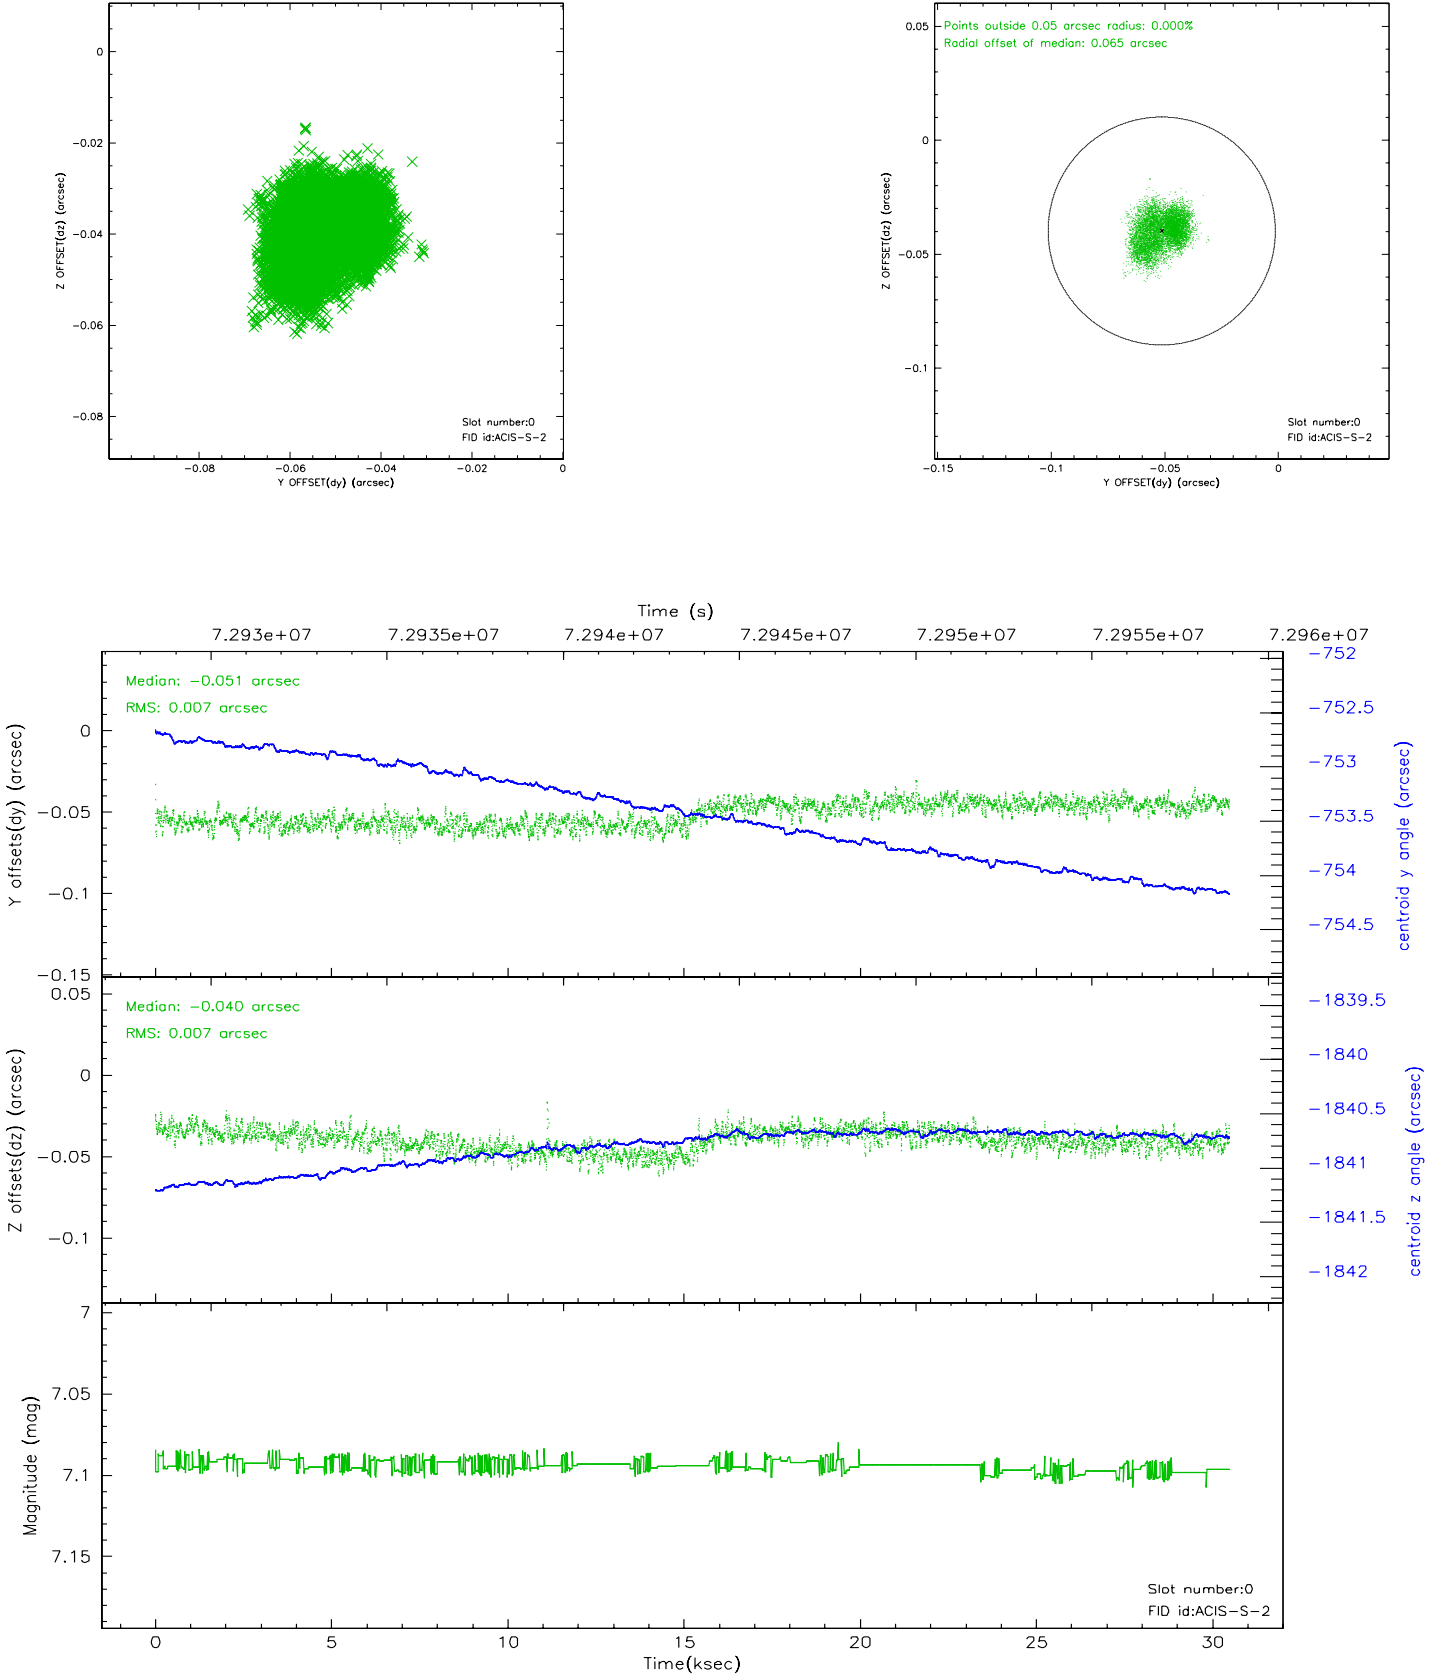 0
-0.02
-0.04
-0.06
-0.08
Z OFFSET(dz) (arcsec)
Slot number:0
FID id:ACIS-S-2
-0.08
-0.06
-0.04
-0.02
0
Y OFFSET(dy) (arcsec)
Points outside 0.05 arcsec radius: 0.000%
Radial offset of median: 0.065 arcsec
0.05
0
-0.05
-0.1
Z OFFSET(dz) (arcsec)
Slot number:0
FID id:ACIS-S-2
-0.15
-0.1
-0.05
0
Y OFFSET(dy) (arcsec)
Time (s)
7.293e+07
7.2935e+07
7.294e+07
7.2945e+07
7.295e+07
7.2955e+07
7.296e+07
Median: -0.051 arcsec
RMS: 0.007 arcsec
0
-0.05
-0.1
-0.15
Y offsets(dy) (arcsec)
-752
-752.5
-753
-753.5
-754
-754.5
centroid y angle (arcsec)
Median: -0.040 arcsec
RMS: 0.007 arcsec
0.05
0
-0.05
-0.1
Z offsets(dz) (arcsec)
-1839.5
-1840
-1840.5
-1841
-1841.5
-1842
centroid z angle (arcsec)
7
7.05
7.1
7.15
Magnitude (mag)
Slot number:0
FID id:ACIS-S-2
0
5
10
15
20
25
30
Time(ksec)